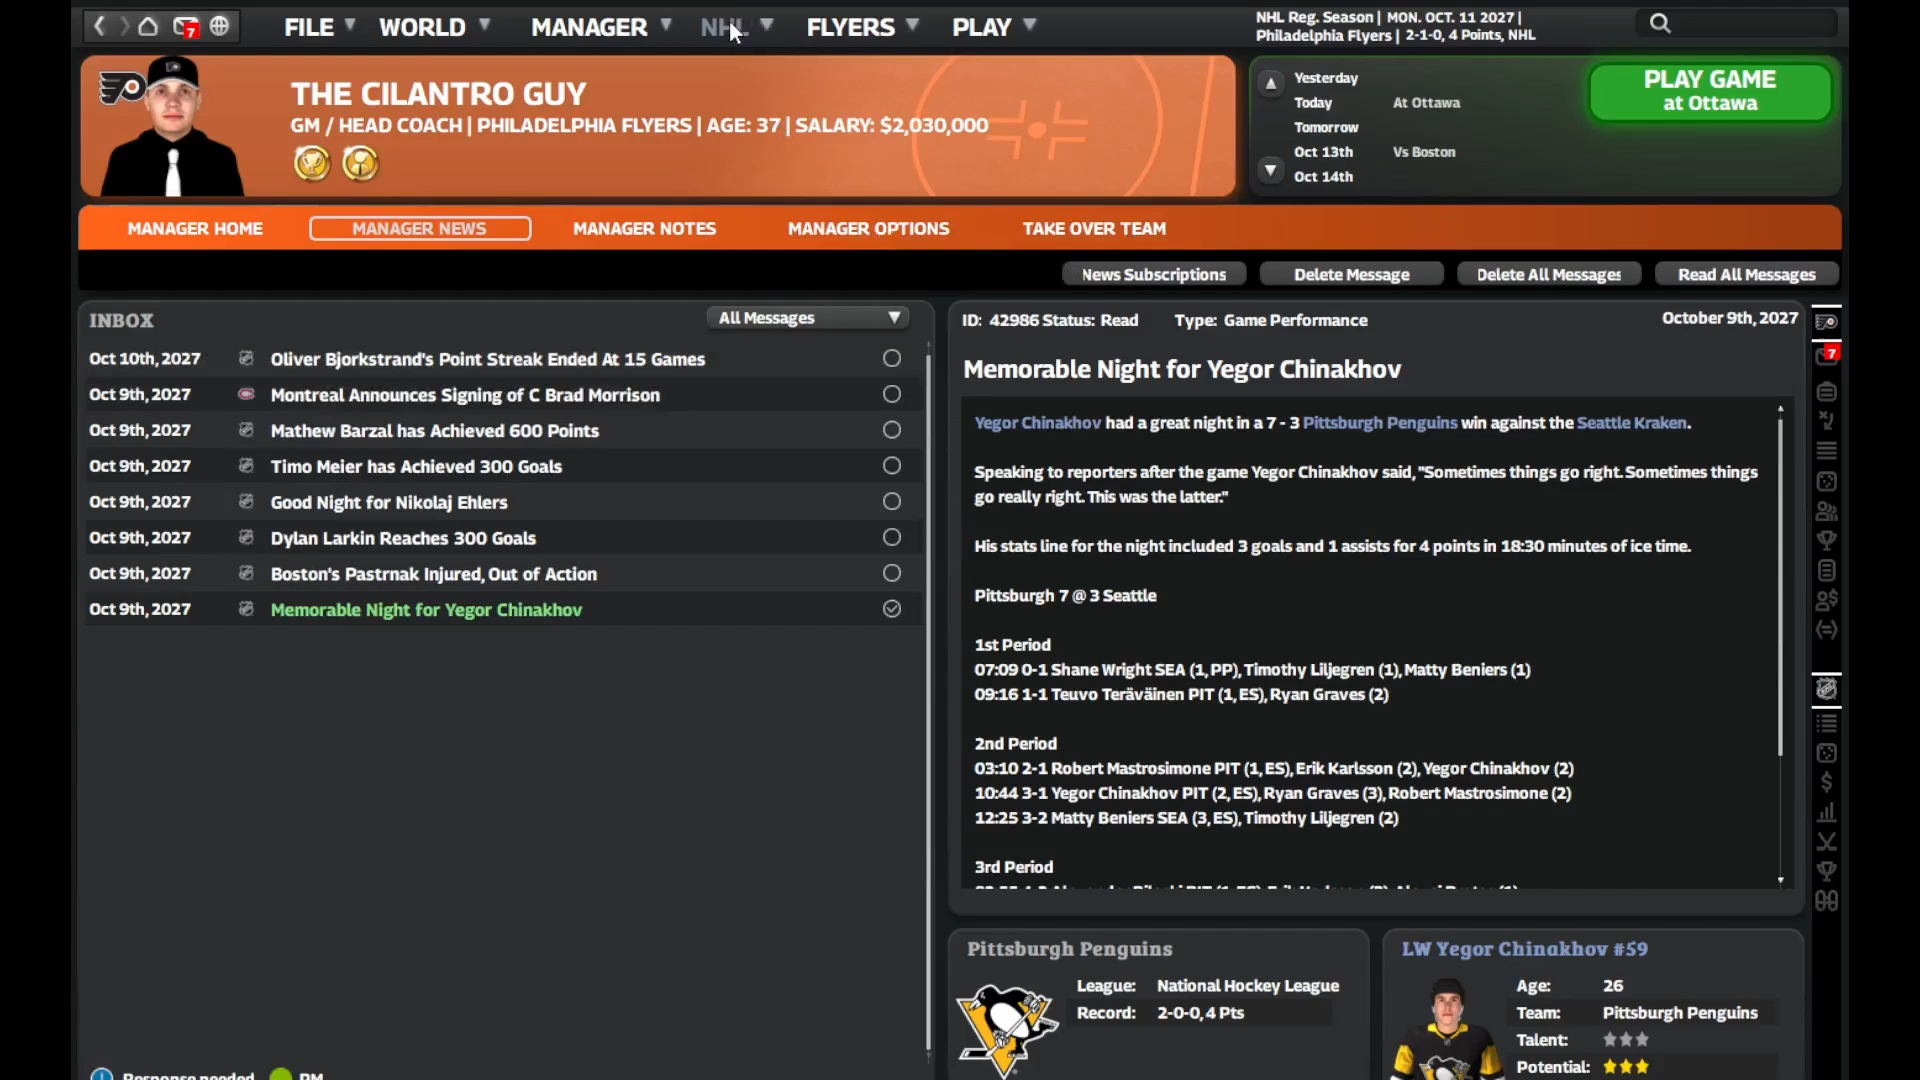 7
FILE
WORLD
MANAGER
NHL
FLYERS
PLAY
NHL Reg. Season | MON. OCT. 11 2027 |
Philadelphia Flyers | 2-1-0, 4 Points, NHL
THE CILANTRO GUY
GM / HEAD COACH | PHILADELPHIA FLYERS | AGE: 37 | SALARY: $2,030,000
Yesterday
Today At Ottawa
Tomorrow
Oct 13th Vs Boston
Oct 14th
PLAY GAME
at Ottawa
MANAGER HOME
MANAGER NEWS
MANAGER NOTES
MANAGER OPTIONS
TAKE OVER TEAM
News Subscriptions
Delete Message
Delete All Messages
Read All Messages
INBOX
All Messages
Oct 10th, 2027 Oliver Bjorkstrand's Point Streak Ended At 15 Games
Oct 9th, 2027 Montreal Announces Signing of C Brad Morrison
Oct 9th, 2027 Mathew Barzal has Achieved 600 Points
Oct 9th, 2027 Timo Meier has Achieved 300 Goals
Oct 9th, 2027 Good Night for Nikolaj Ehlers
Oct 9th, 2027 Dylan Larkin Reaches 300 Goals
Oct 9th, 2027 Boston's Pastrnak Injured, Out of Action
Oct 9th, 2027 Memorable Night for Yegor Chinakhov
Response needed
PM
ID: 42986 Status: Read Type: Game Performance October 9th, 2027
Memorable Night for Yegor Chinakhov
Yegor Chinakhov had a great night in a 7 - 3 Pittsburgh Penguins win against the Seattle Kraken.
Speaking to reporters after the game Yegor Chinakhov said, "Sometimes things go right. Sometimes things
go really right. This was the latter."
His stats line for the night included 3 goals and 1 assists for 4 points in 18:30 minutes of ice time.
Pittsburgh 7 @ 3 Seattle
1st Period
07:09 0-1 Shane Wright SEA (1, PP), Timothy Liljegren (1), Matty Beniers (1)
09:16 1-1 Teuvo Teräväinen PIT (1, ES), Ryan Graves (2)
2nd Period
03:10 2-1 Robert Mastrosimone PIT (1, ES), Erik Karlsson (2), Yegor Chinakhov (2)
10:44 3-1 Yegor Chinakhov PIT (2, ES), Ryan Graves (3), Robert Mastrosimone (2)
12:25 3-2 Matty Beniers SEA (3, ES), Timothy Liljegren (2)
3rd Period
7
Pittsburgh Penguins
League: National Hockey League
Record: 2-0-0, 4 Pts
LW Yegor Chinakhov #59
Age: 26
Team: Pittsburgh Penguins
Talent:
Potential: